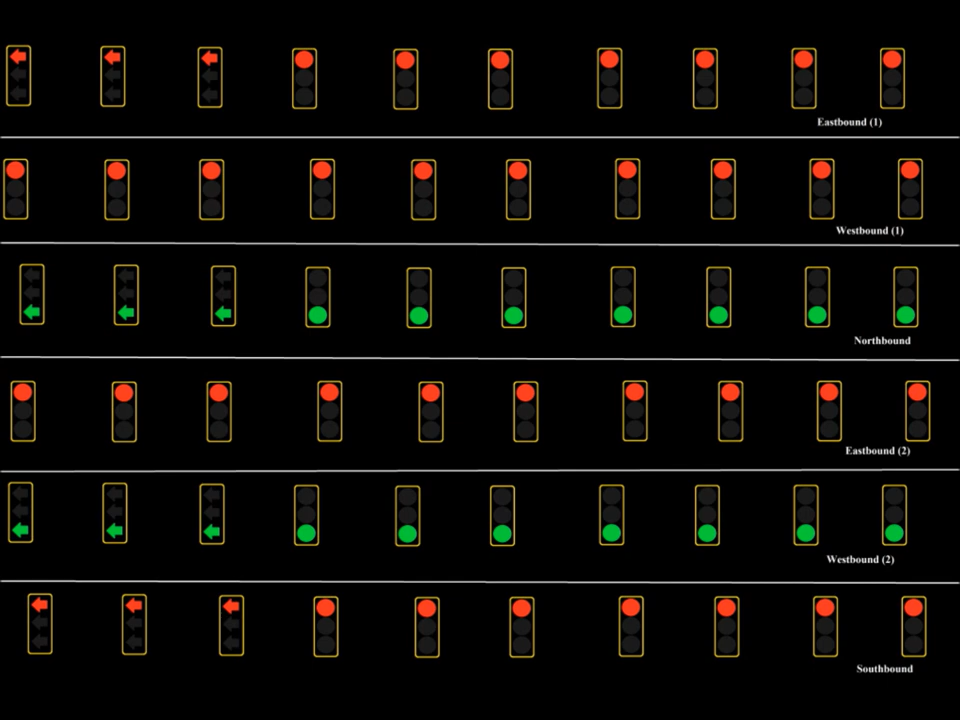 Eastbound (1)
Westbound (1)
Northbound
Eastbound (2)
Westbound (2)
Southbound